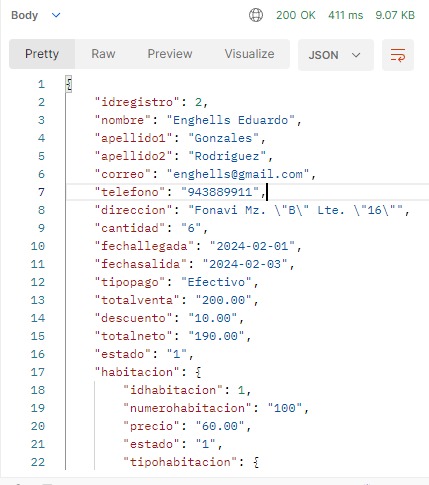 Body 200 OK 411 ms 9.07 KB
Pretty Raw Preview Visualize JSON
1 {
2 "idregistro": 2,
3 "nombre": "Enghells Eduardo",
4 "apellido1": "Gonzales",
5 "apellido2": "Rodriguez",
6 "correo": "enghells@gmail.com",
7 "telefono": "943889911",
8 "direccion": "Fonavi Mz. \"B\" Lte. \"16\"",
9 "cantidad": "6",
10 "fechallegada": "2024-02-01",
11 "fechasalida": "2024-02-03",
12 "tipopago": "Efectivo",
13 "totalventa": "200.00",
14 "descuento": "10.00",
15 "totalneto": "190.00",
16 "estado": "1",
17 "habitacion": {
18 "idhabitacion": 1,
19 "numerohabitacion": "100",
20 "precio": "60.00",
21 "estado": "1",
22 "tipohabitacion": {